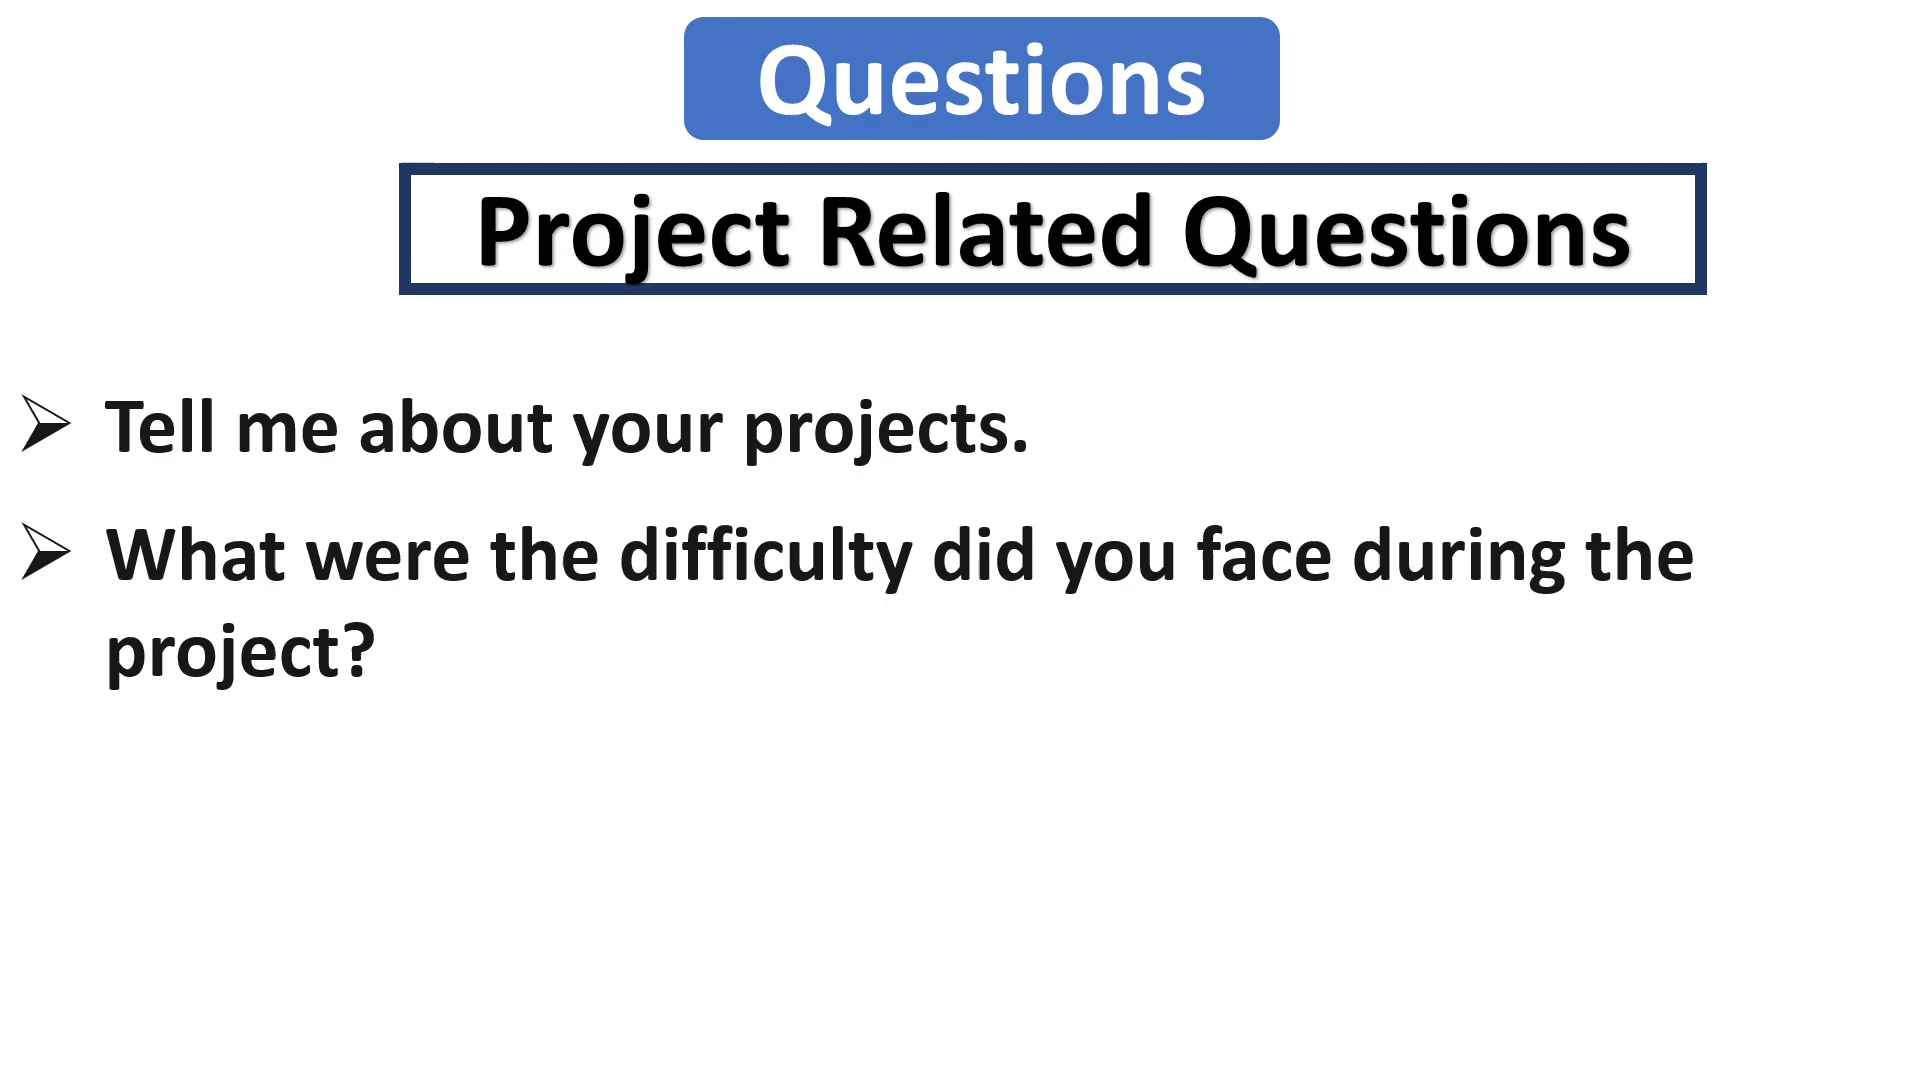 Questions
Project Related Questions
Tell me about your projects.
What were the difficulty did you face during the
project?